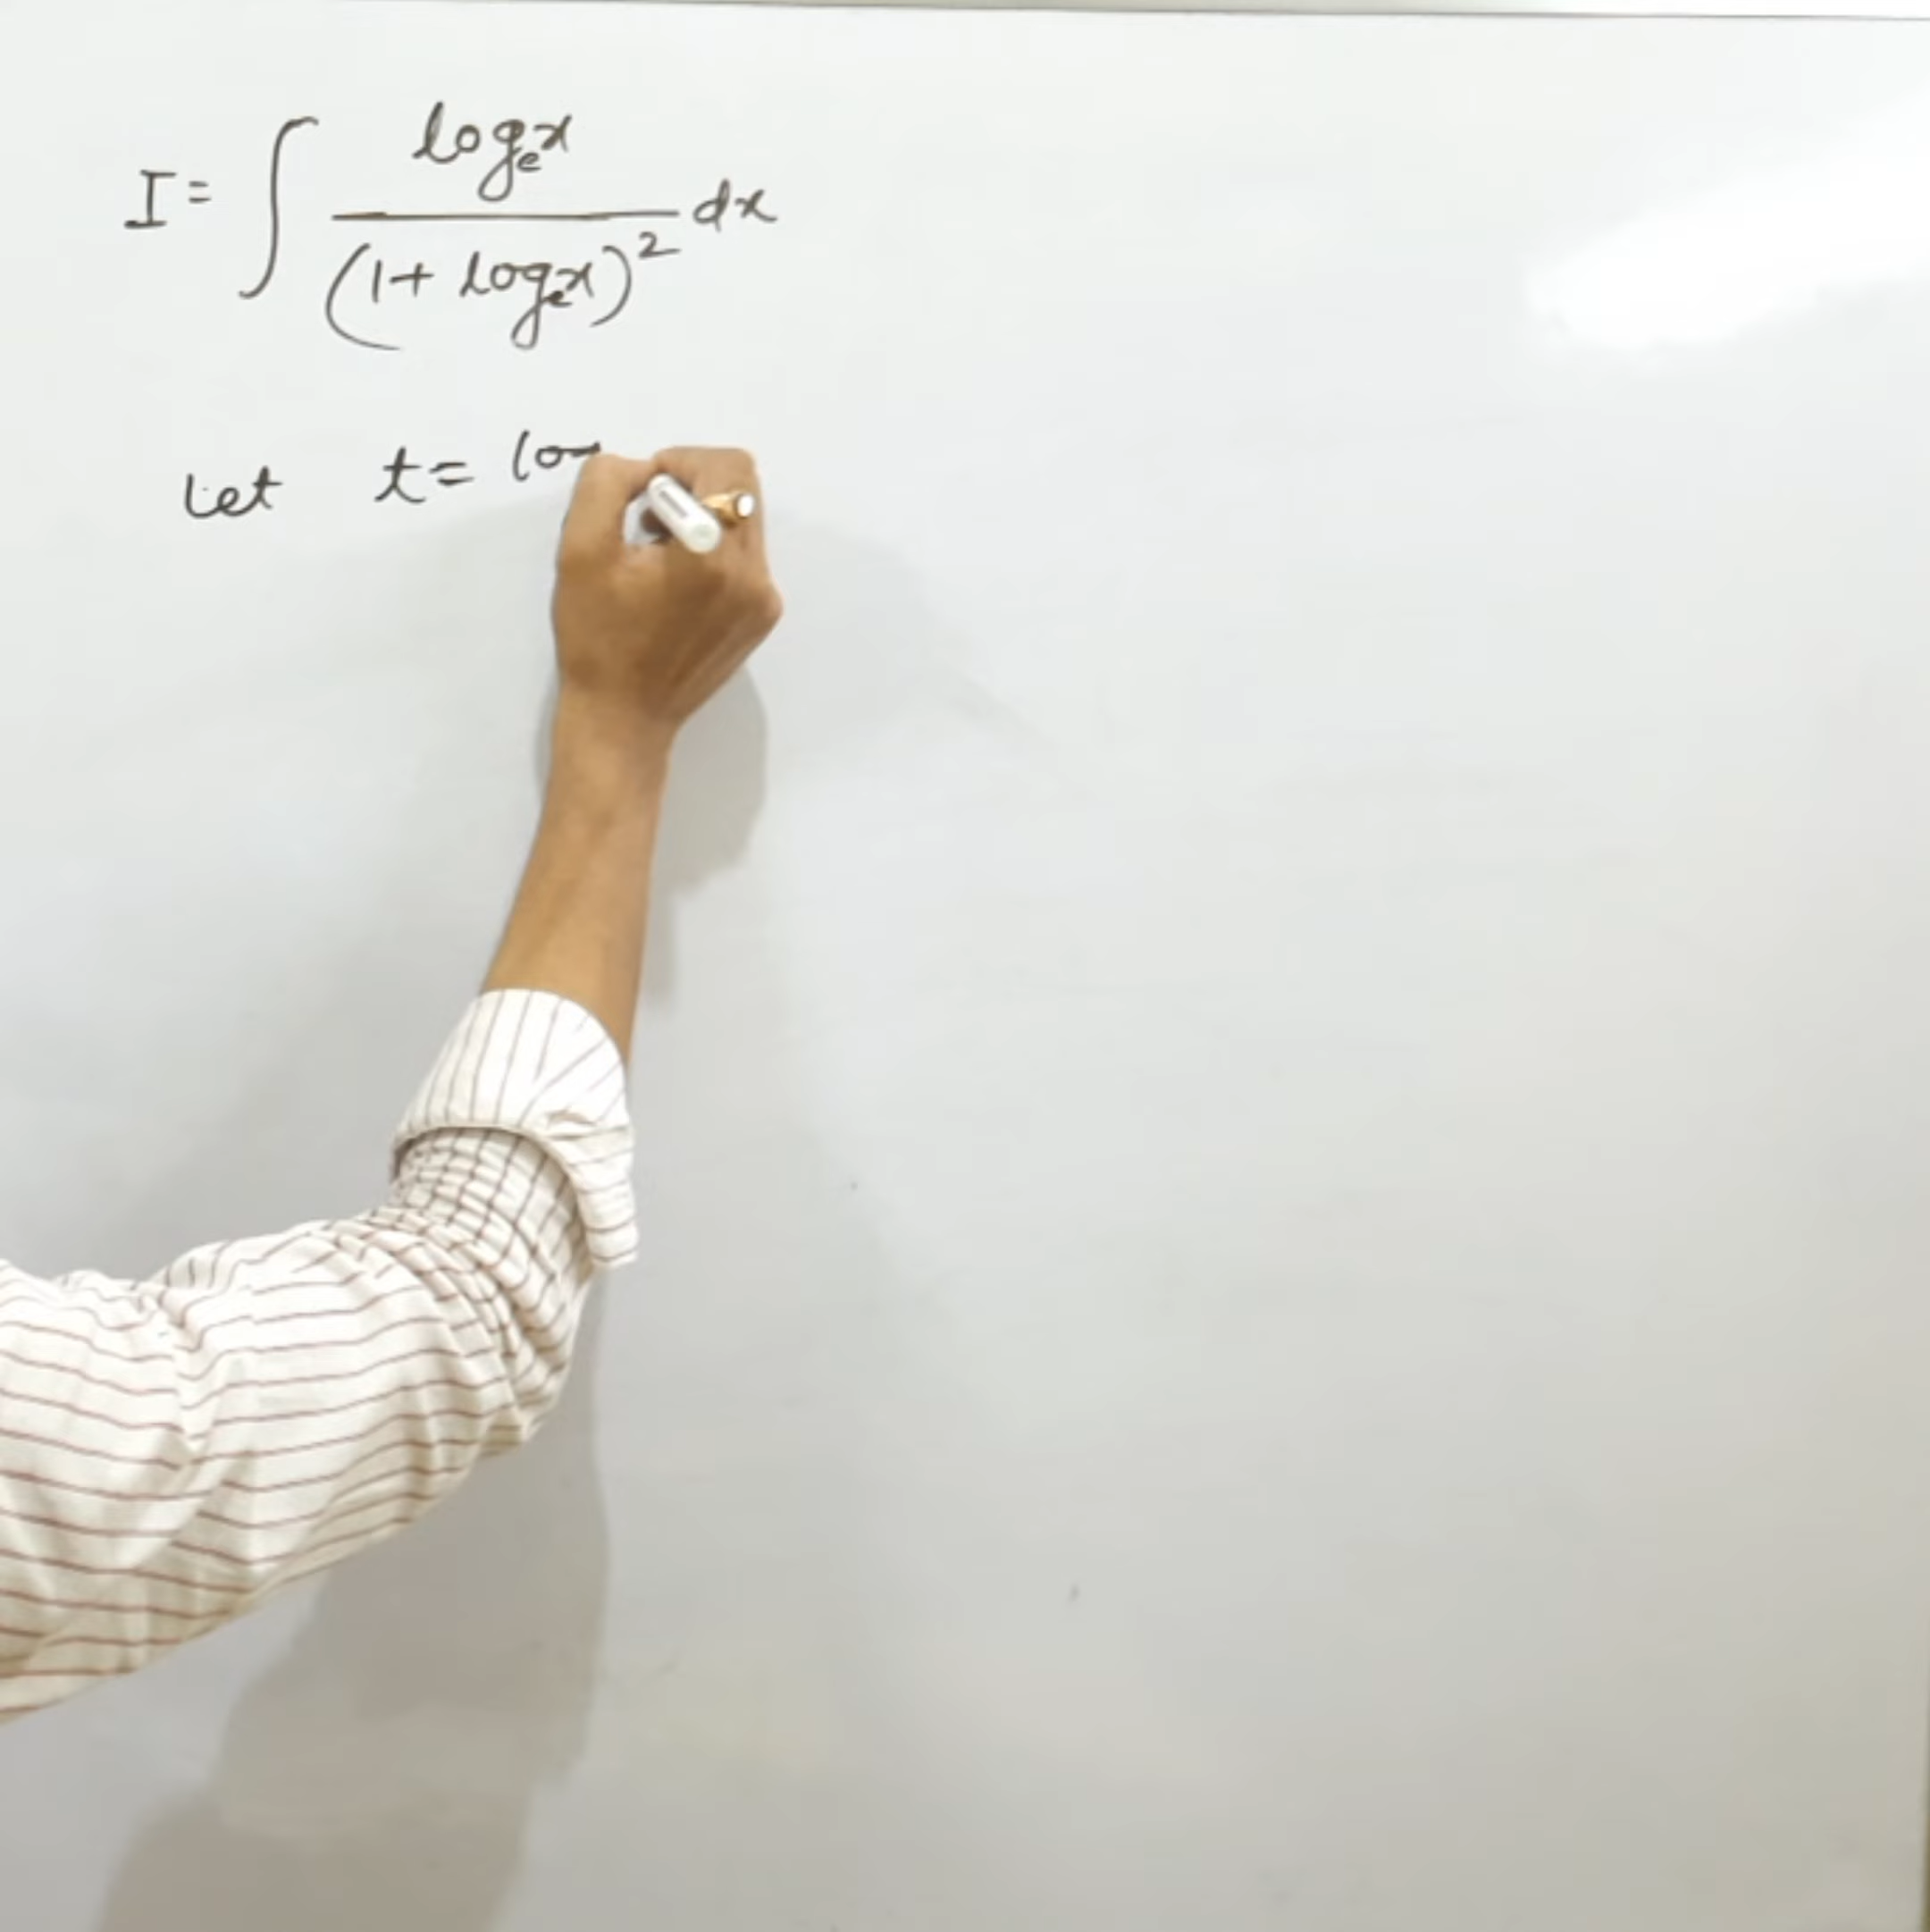 I = ∫ logₑx / (1 + logₑx)² dx
Let t = lo